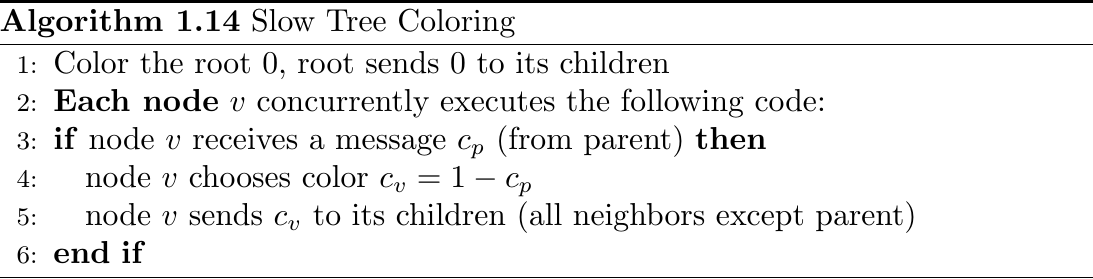 Algorithm 1.14 Slow Tree Coloring
1: Color the root 0, root sends 0 to its children
2: Each node v concurrently executes the following code:
3: if node v receives a message c_p (from parent) then
4: node v chooses color c_v = 1 − c_p
5: node v sends c_v to its children (all neighbors except parent)
6: end if